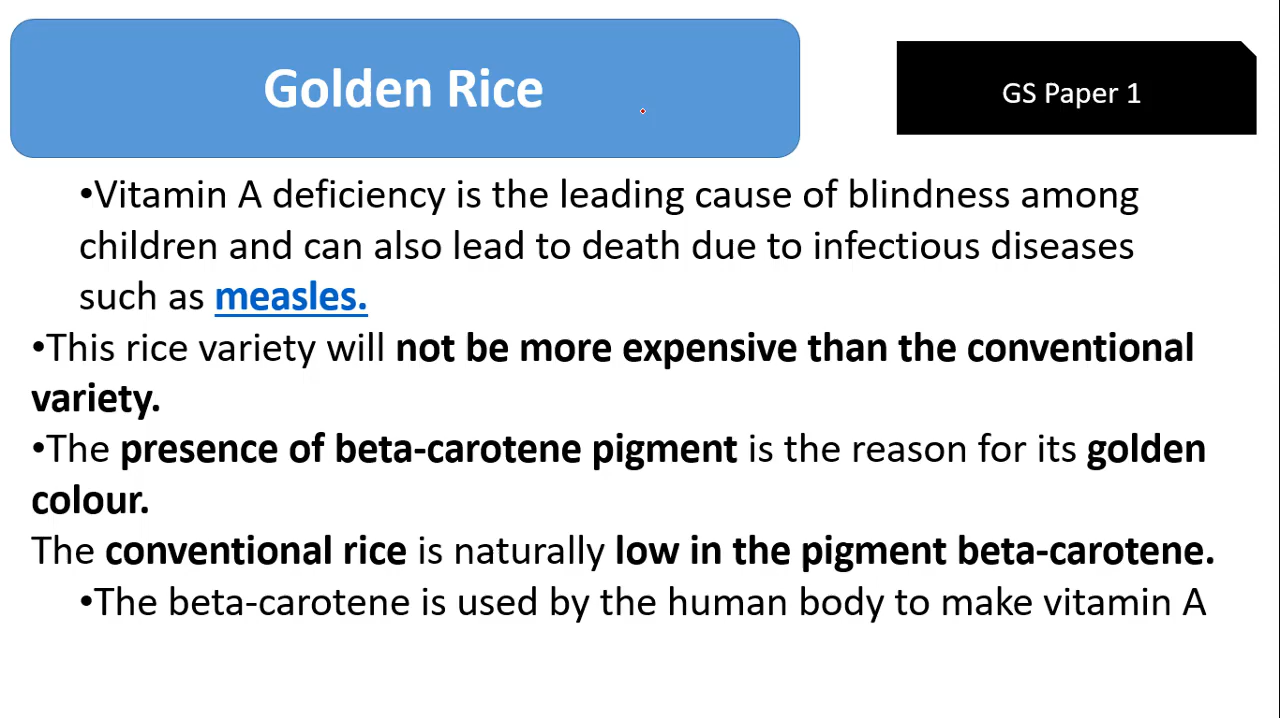 Golden Rice
GS Paper 1
•Vitamin A deficiency is the leading cause of blindness among
children and can also lead to death due to infectious diseases
such as measles.
•This rice variety will not be more expensive than the conventional
variety.
•The presence of beta-carotene pigment is the reason for its golden
colour.
The conventional rice is naturally low in the pigment beta-carotene.
•The beta-carotene is used by the human body to make vitamin A